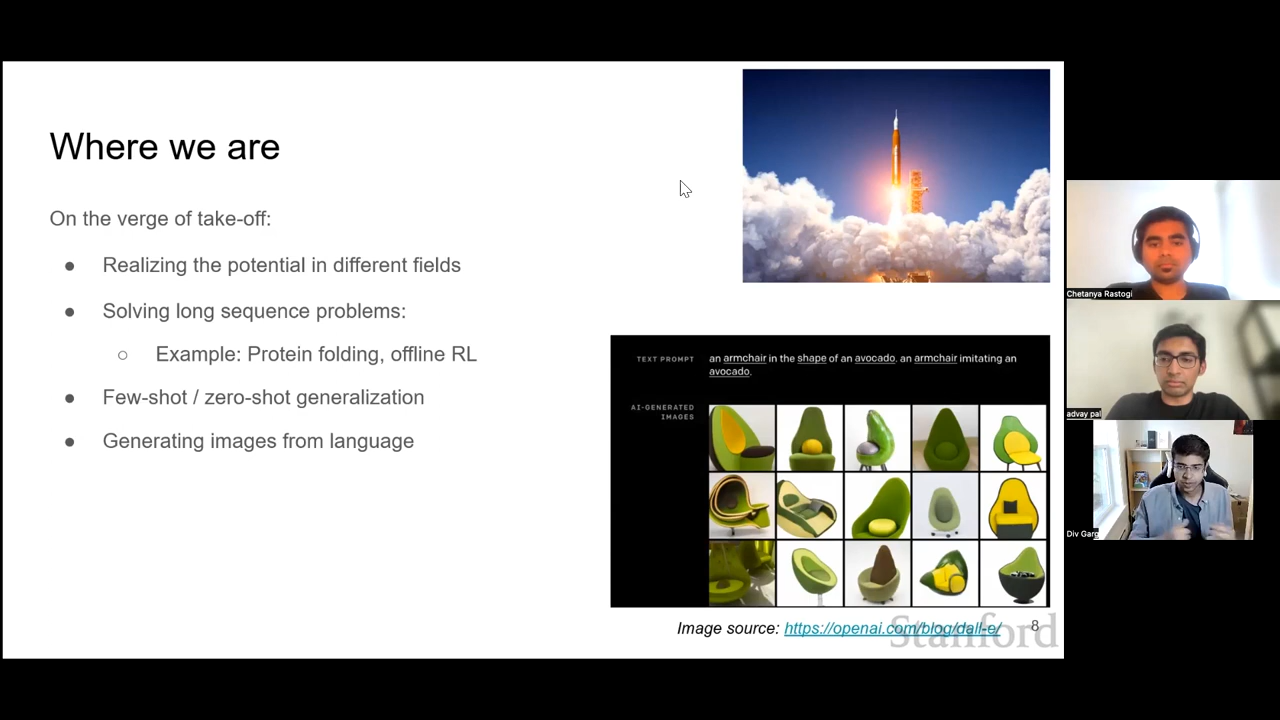 Where we are
On the verge of take-off:
● Realizing the potential in different fields
● Solving long sequence problems:
○ Example: Protein folding, offline RL
● Few-shot / zero-shot generalization
● Generating images from language
TEXT PROMPT
an armchair in the shape of an avocado. an armchair imitating an
avocado.
AI-GENERATED
IMAGES
Image source: https://openai.com/blog/dall-e/
Stanford
8
Chetanya Rastogi
advay pal
Div Garg